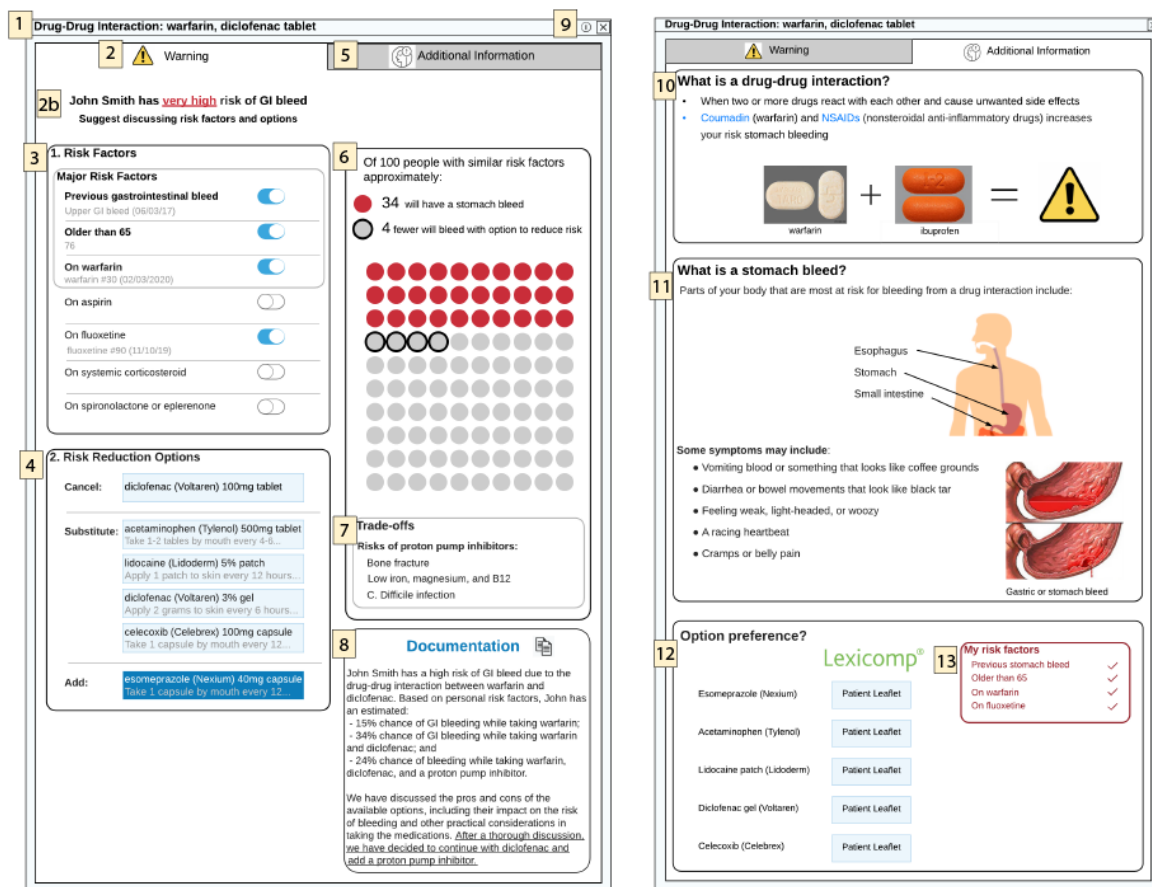 1
Drug-Drug Interaction: warfarin, diclofenac tablet
9
2
Warning
5
Additional Information
2b
John Smith has very high risk of GI bleed
Suggest discussing risk factors and options
3
1. Risk Factors
Major Risk Factors
Previous gastrointestinal bleed
Upper GI bleed (06/03/17)
Older than 65
76
On warfarin
warfarin #30 (02/03/2020)
On aspirin
On fluoxetine
fluoxetine #90 (11/10/19)
On systemic corticosteroid
On spironolactone or eplerenone
4
2. Risk Reduction Options
Cancel:
diclofenac (Voltaren) 100mg tablet
Substitute:
acetaminophen (Tylenol) 500mg tablet
Take 1-2 tables by mouth every 4-6...
lidocaine (Lidoderm) 5% patch
Apply 1 patch to skin every 12 hours...
diclofenac (Voltaren) 3% gel
Apply 2 grams to skin every 6 hours...
celecoxib (Celebrex) 100mg capsule
Take 1 capsule by mouth every 12...
Add:
esomeprazole (Nexium) 40mg capsule
Take 1 capsule by mouth every 12...
6
Of 100 people with similar risk factors
approximately:
34 will have a stomach bleed
4 fewer will bleed with option to reduce risk
7
Trade-offs
Risks of proton pump inhibitors:
Bone fracture
Low iron, magnesium, and B12
C. Difficile infection
8
Documentation
John Smith has a high risk of GI bleed due to the
drug-drug interaction between warfarin and
diclofenac. Based on personal risk factors, John has
an estimated:
- 15% chance of GI bleeding while taking warfarin;
- 34% chance of GI bleeding while taking warfarin
and diclofenac; and
- 24% chance of bleeding while taking warfarin,
diclofenac, and a proton pump inhibitor.
We have discussed the pros and cons of the
available options, including their impact on the risk
of bleeding and other practical considerations in
taking the medications. After a thorough discussion,
we have decided to continue with diclofenac and
add a proton pump inhibitor.
Drug-Drug Interaction: warfarin, diclofenac tablet
Warning
Additional Information
10
What is a drug-drug interaction?
• When two or more drugs react with each other and cause unwanted side effects
• Coumadin (warfarin) and NSAIDs (nonsteroidal anti-inflammatory drugs) increases
your risk stomach bleeding
+
=
warfarin
ibuprofen
11
What is a stomach bleed?
Parts of your body that are most at risk for bleeding from a drug interaction include:
Esophagus
Stomach
Small intestine
Some symptoms may include:
● Vomiting blood or something that looks like coffee grounds
● Diarrhea or bowel movements that look like black tar
● Feeling weak, light-headed, or woozy
● A racing heartbeat
● Cramps or belly pain
Gastric or stomach bleed
12
Option preference?
Lexicomp®
Esomeprazole (Nexium)
Patient Leaflet
Acetaminophen (Tylenol)
Patient Leaflet
Lidocaine patch (Lidoderm)
Patient Leaflet
Diclofenac gel (Voltaren)
Patient Leaflet
Celecoxib (Celebrex)
Patient Leaflet
13
My risk factors
Previous stomach bleed ✓
Older than 65 ✓
On warfarin ✓
On fluoxetine ✓